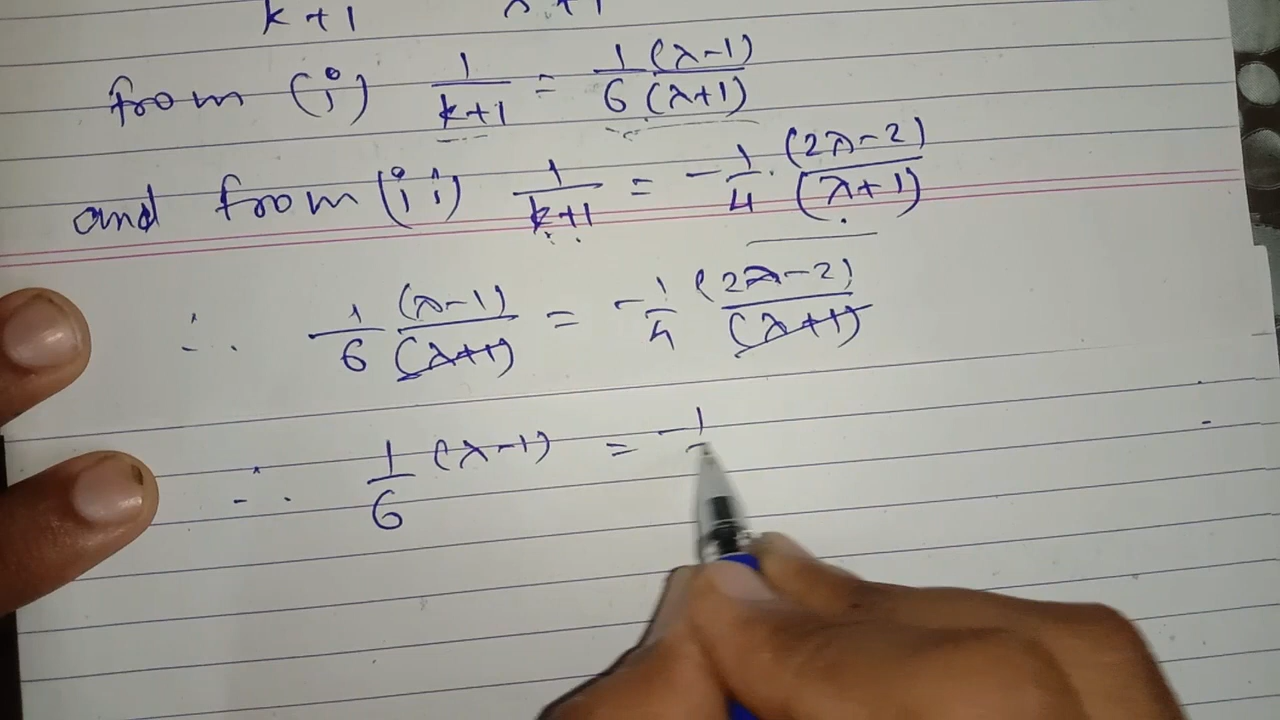 k+1 λ+1
from (i) 1/(k+1) = 1/6 (λ-1)/(λ+1)
and from (ii) 1/(k+1) = -1/4 · (2λ-2)/(λ+1)
∴ 1/6 (λ-1)/(λ+1) = -1/4 (2λ-2)/(λ+1)
∴ 1/6 (λ-1) = -1